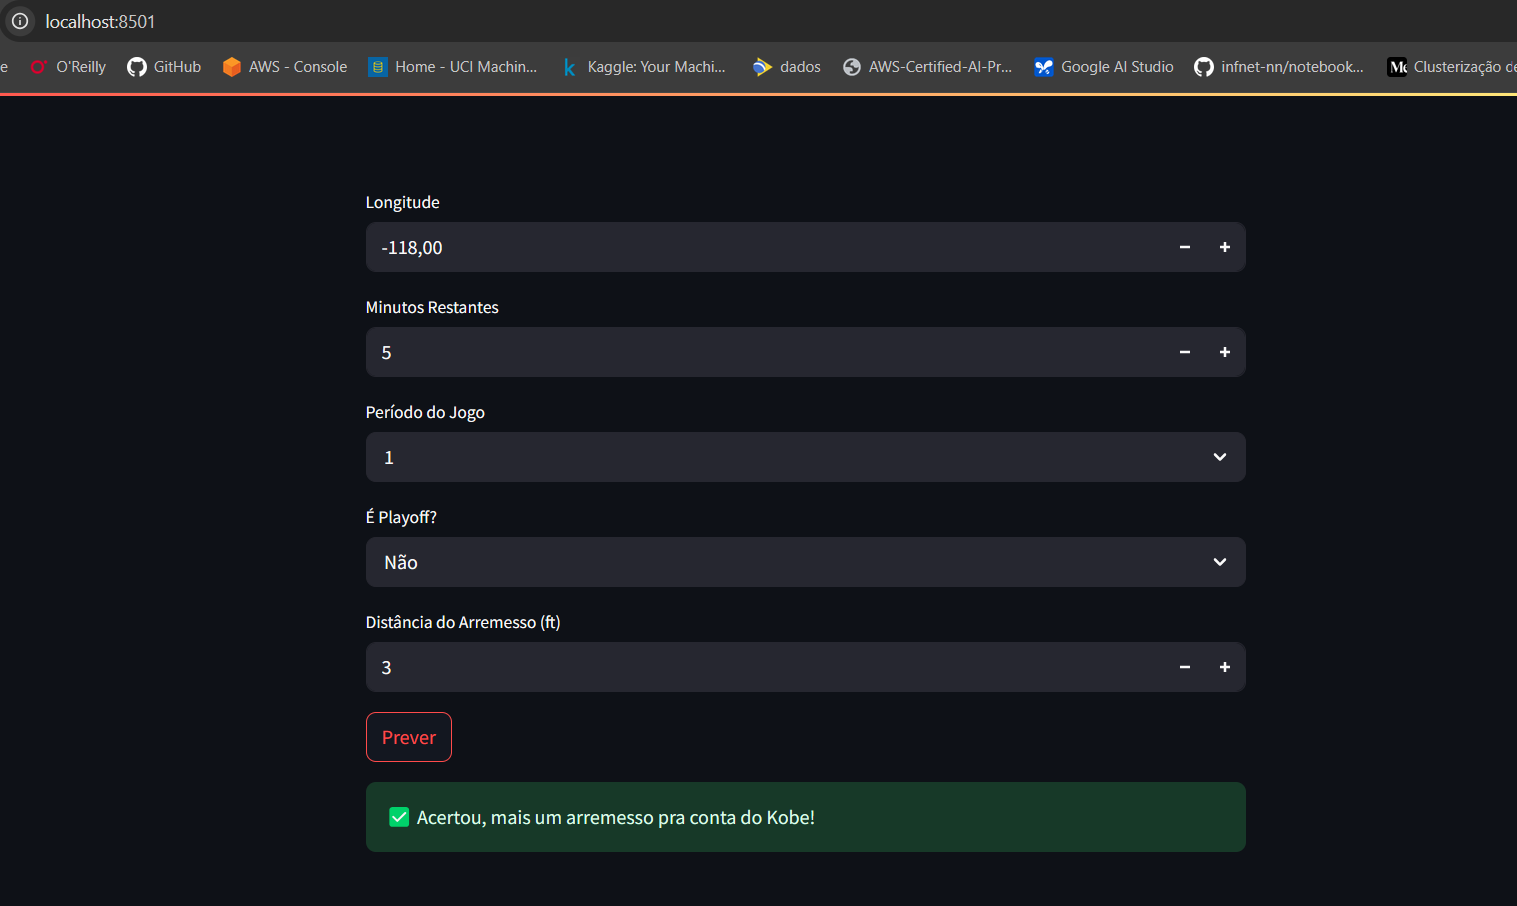 localhost:8501
e O'Reilly GitHub AWS - Console Home - UCI Machin... Kaggle: Your Machi... dados AWS-Certified-AI-Pr... Google AI Studio infnet-nn/notebook... Clusterização de
Longitude
-118,00
Minutos Restantes
5
Período do Jogo
1
É Playoff?
Não
Distância do Arremesso (ft)
3
Prever
Acertou, mais um arremesso pra conta do Kobe!